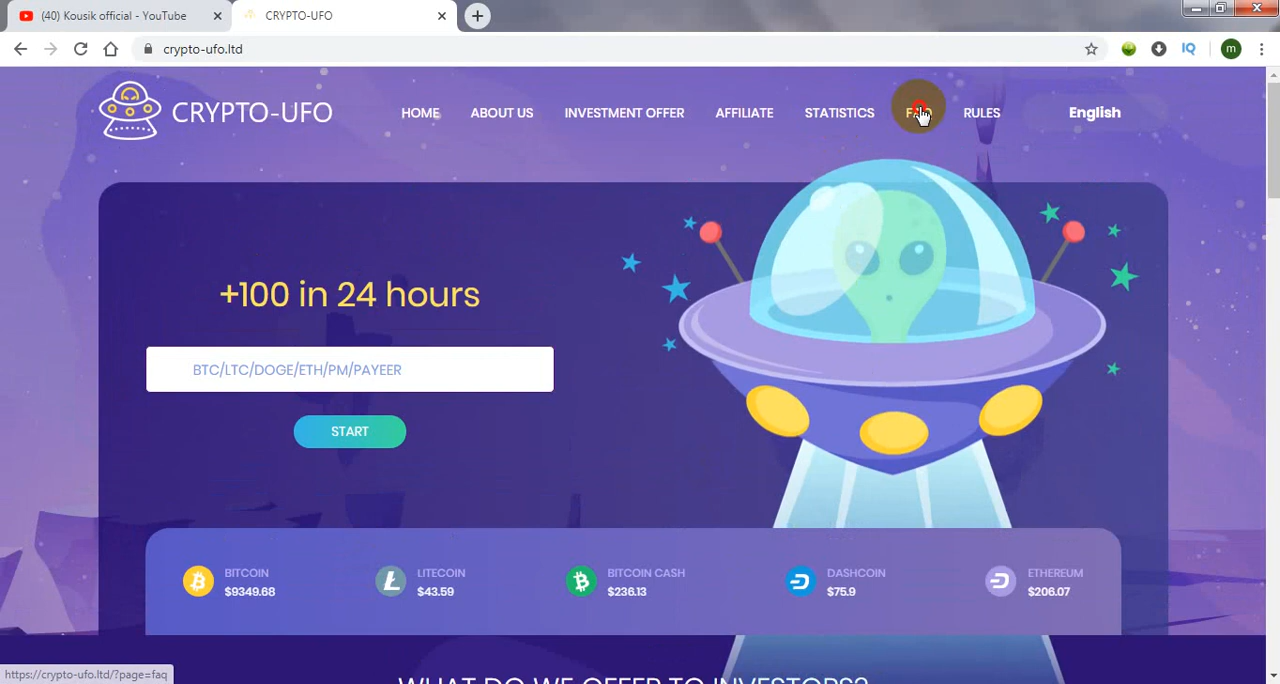 (40) Kousik official - YouTube
CRYPTO-UFO
crypto-ufo.ltd
IQ
m
CRYPTO-UFO
HOME
ABOUT US
INVESTMENT OFFER
AFFILIATE
STATISTICS
RULES
English
+100 in 24 hours
BTC/LTC/DOGE/ETH/PM/PAYEER
START
BITCOIN
$9349.68
LITECOIN
$43.59
BITCOIN CASH
$236.13
DASHCOIN
$75.9
ETHEREUM
$206.07
WHAT DO WE OFFER TO INVESTORS?
https://crypto-ufo.ltd/?page=faq